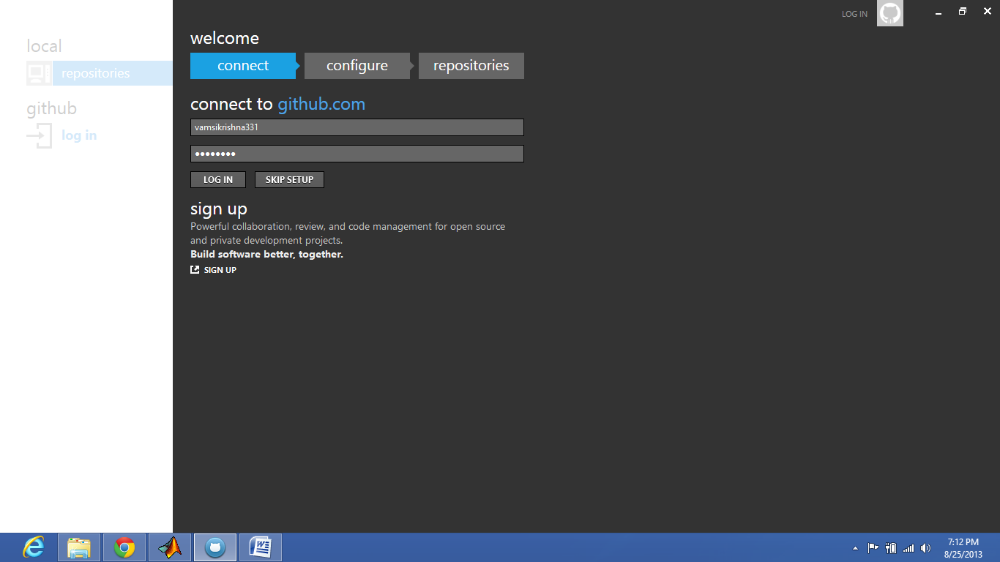 LOG IN
local
repositories
github
log in
welcome
connect
configure
repositories
connect to github.com
vamsikrishna331
●●●●●●●●
LOG IN
SKIP SETUP
sign up
Powerful collaboration, review, and code management for open source
and private development projects.
Build software better, together.
SIGN UP
7:12 PM
8/25/2013